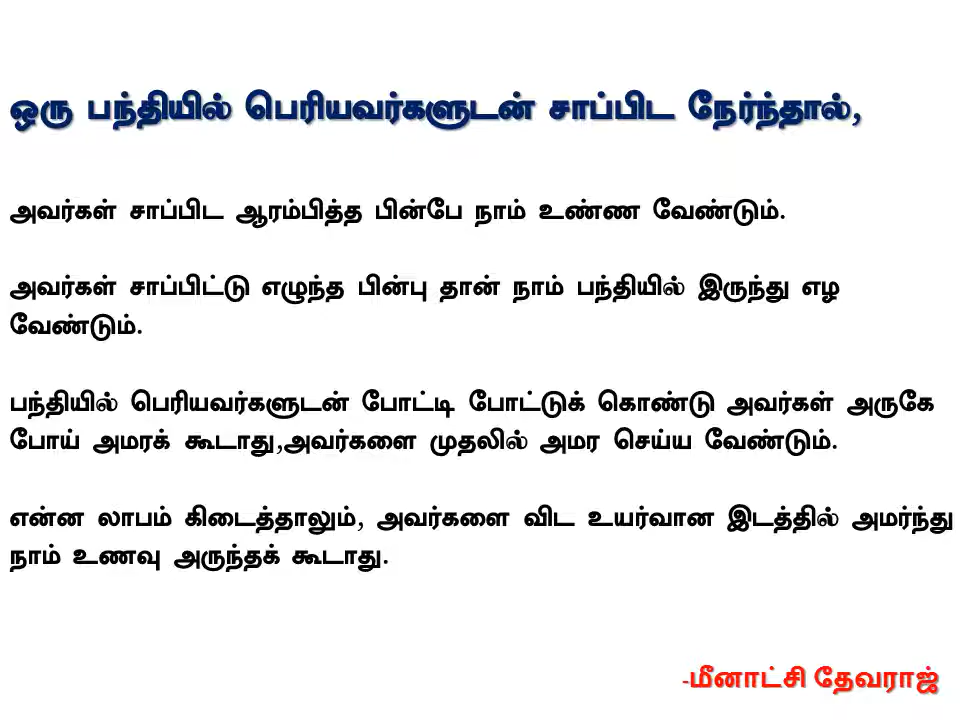 ஒரு பந்தியில் பெரியவர்களுடன் சாப்பிட நேர்ந்தால்,
அவர்கள் சாப்பிட ஆரம்பித்த பின்பே நாம் உண்ண வேண்டும்.
அவர்கள் சாப்பிட்டு எழுந்த பின்பு தான் நாம் பந்தியில் இருந்து எழ
வேண்டும்.
பந்தியில் பெரியவர்களுடன் போட்டி போட்டுக் கொண்டு அவர்கள் அருகே
போய் அமரக் கூடாது,அவர்களை முதலில் அமர செய்ய வேண்டும்.
என்ன லாபம் கிடைத்தாலும், அவர்களை விட உயர்வான இடத்தில் அமர்ந்து
நாம் உணவு அருந்தக் கூடாது.
-மீனாட்சி தேவராஜ்